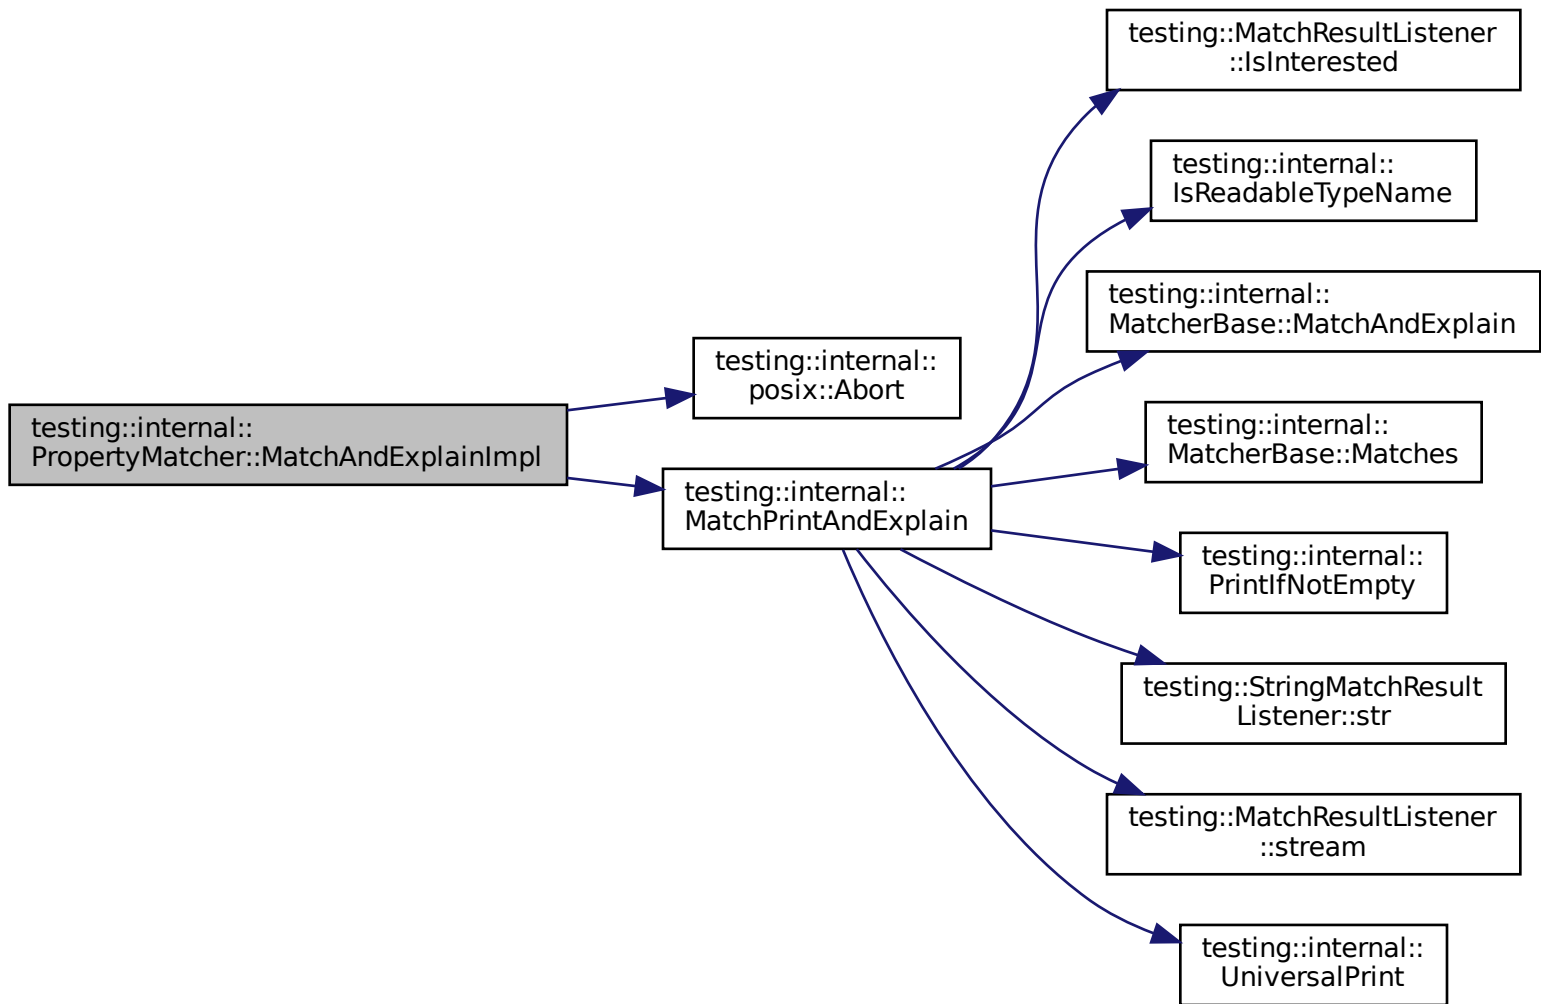 testing::MatchResultListener
::IsInterested
testing::internal::
IsReadableTypeName
testing::internal::
MatcherBase::MatchAndExplain
testing::internal::
posix::Abort
testing::internal::
PropertyMatcher::MatchAndExplainImpl
testing::internal::
MatcherBase::Matches
testing::internal::
MatchPrintAndExplain
testing::internal::
PrintIfNotEmpty
testing::StringMatchResult
Listener::str
testing::MatchResultListener
::stream
testing::internal::
UniversalPrint